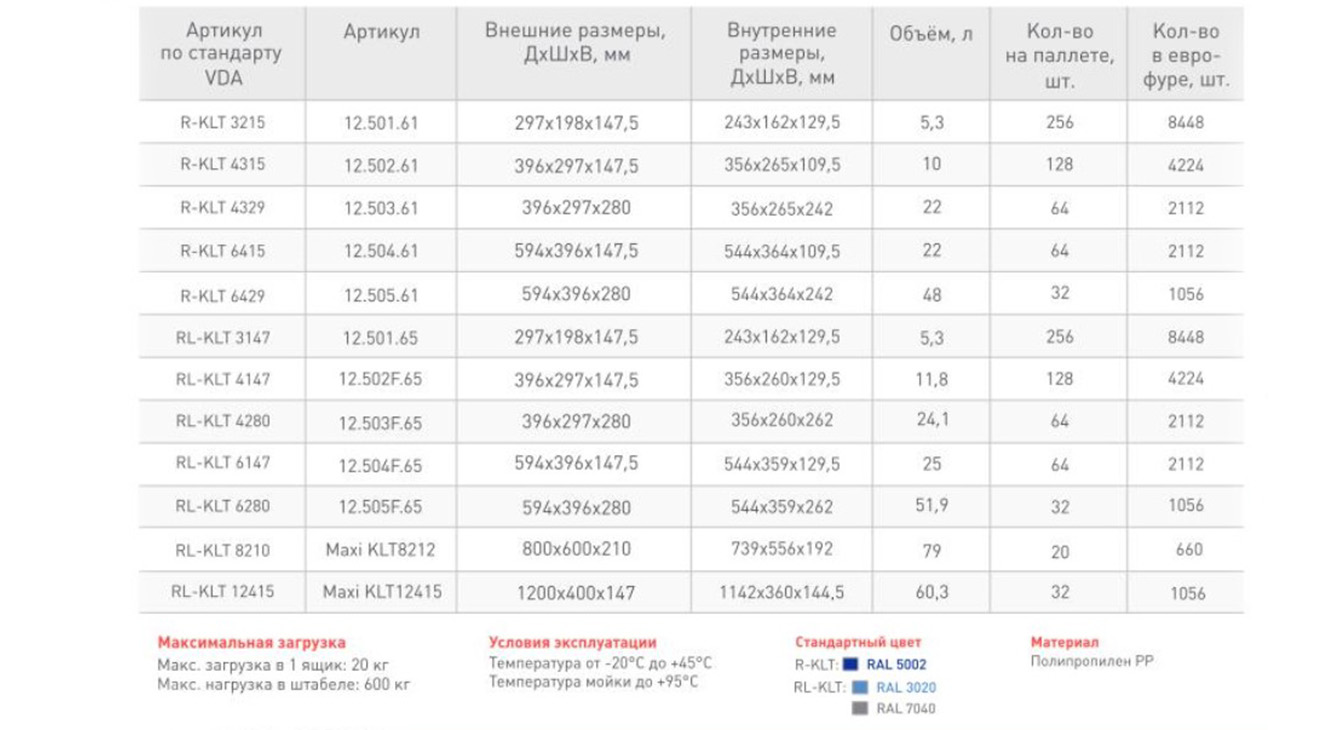 Артикул по стандарту VDA | Артикул | Внешние размеры, ДхШхВ, мм | Внутренние размеры, ДхШхВ, мм | Объём, л | Кол-во на паллете, шт. | Кол-во в евро-фуре, шт.
R-KLT 3215 | 12.501.61 | 297x198x147,5 | 243x162x129,5 | 5,3 | 256 | 8448
R-KLT 4315 | 12.502.61 | 396x297x147,5 | 356x265x109,5 | 10 | 128 | 4224
R-KLT 4329 | 12.503.61 | 396x297x280 | 356x265x242 | 22 | 64 | 2112
R-KLT 6415 | 12.504.61 | 594x396x147,5 | 544x364x109,5 | 22 | 64 | 2112
R-KLT 6429 | 12.505.61 | 594x396x280 | 544x364x242 | 48 | 32 | 1056
RL-KLT 3147 | 12.501.65 | 297x198x147,5 | 243x162x129,5 | 5,3 | 256 | 8448
RL-KLT 4147 | 12.502F.65 | 396x297x147,5 | 356x260x129,5 | 11,8 | 128 | 4224
RL-KLT 4280 | 12.503F.65 | 396x297x280 | 356x260x262 | 24,1 | 64 | 2112
RL-KLT 6147 | 12.504F.65 | 594x396x147,5 | 544x359x129,5 | 25 | 64 | 2112
RL-KLT 6280 | 12.505F.65 | 594x396x280 | 544x359x262 | 51,9 | 32 | 1056
RL-KLT 8210 | Maxi KLT8212 | 800x600x210 | 739x556x192 | 79 | 20 | 660
RL-KLT 12415 | Maxi KLT12415 | 1200x400x147 | 1142x360x144,5 | 60,3 | 32 | 1056
Максимальная загрузка
Макс. загрузка в 1 ящик: 20 кг
Макс. нагрузка в штабеле: 600 кг
Условия эксплуатации
Температура от -20°C до +45°C
Температура мойки до +95°C
Стандартный цвет
R-KLT: RAL 5002
RL-KLT: RAL 3020
RAL 7040
Материал
Полипропилен PP